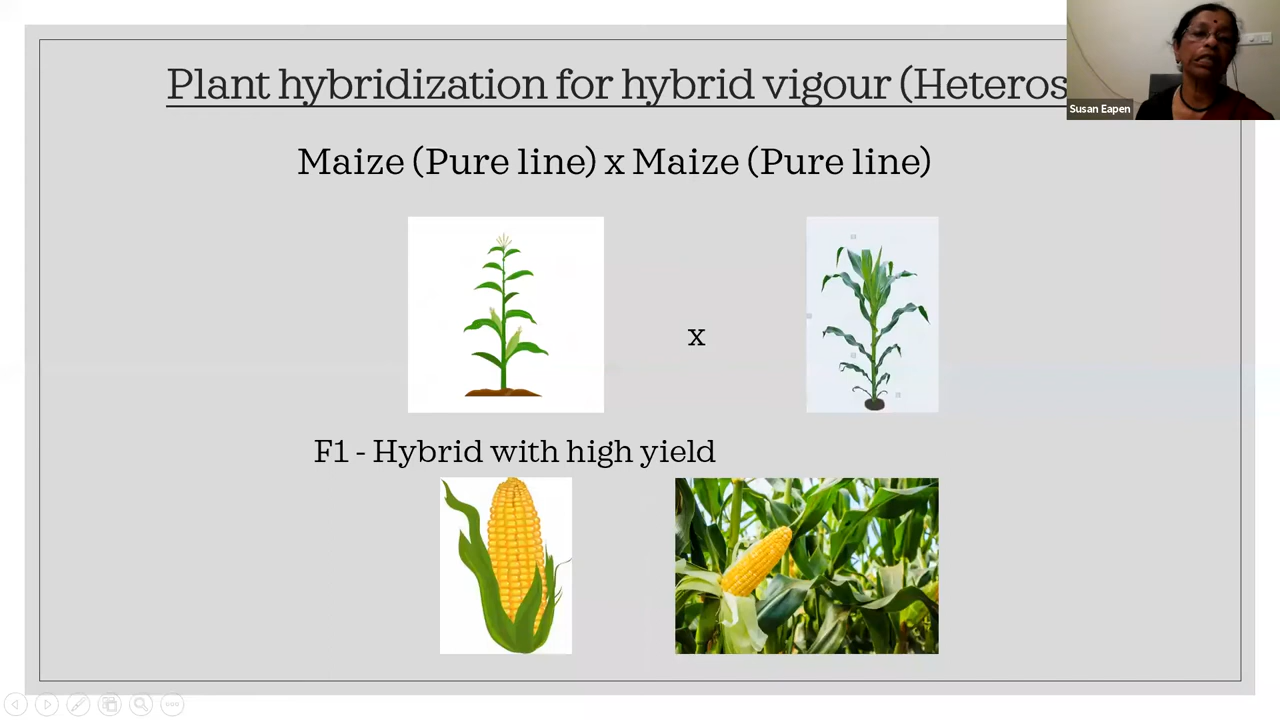 Plant hybridization for hybrid vigour (Heteros
Susan Eapen
Maize (Pure line) x Maize (Pure line)
x
F1 - Hybrid with high yield